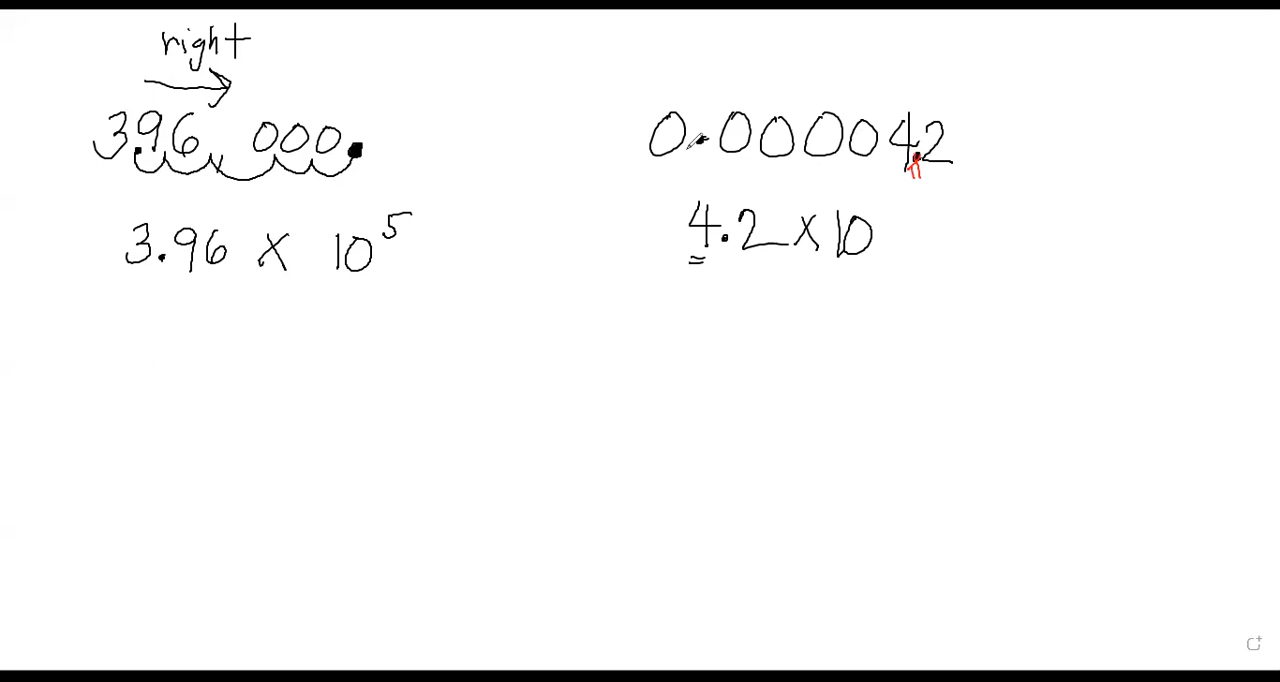 right
396 000.
3.96 x 10^5
0.000042
4.2 x 10